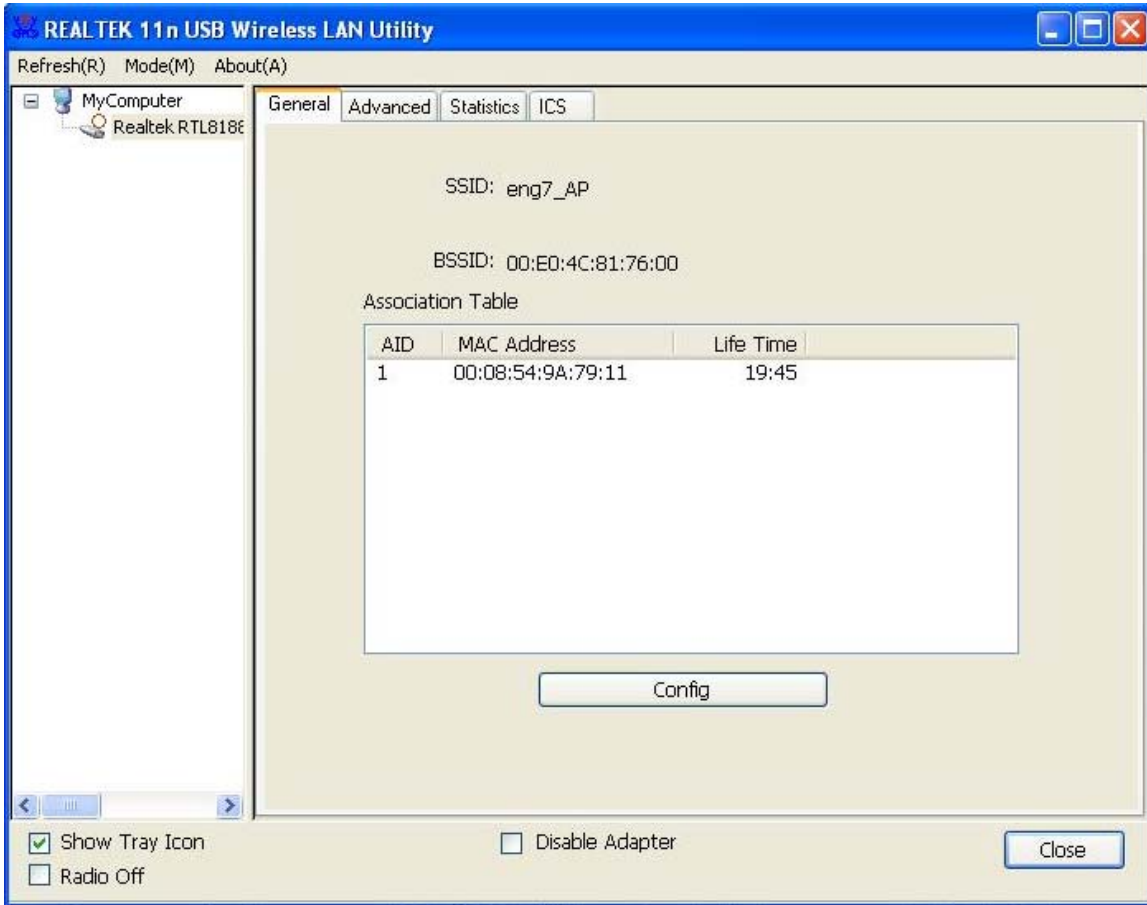 REALTEK 11n USB Wireless LAN Utility
Refresh(R) Mode(M) About(A)
MyComputer
Realtek RTL8188
General Advanced Statistics ICS
SSID: eng7_AP
BSSID: 00:E0:4C:81:76:00
Association Table
AID MAC Address Life Time
1 00:08:54:9A:79:11 19:45
Config
Show Tray Icon
Radio Off
Disable Adapter
Close